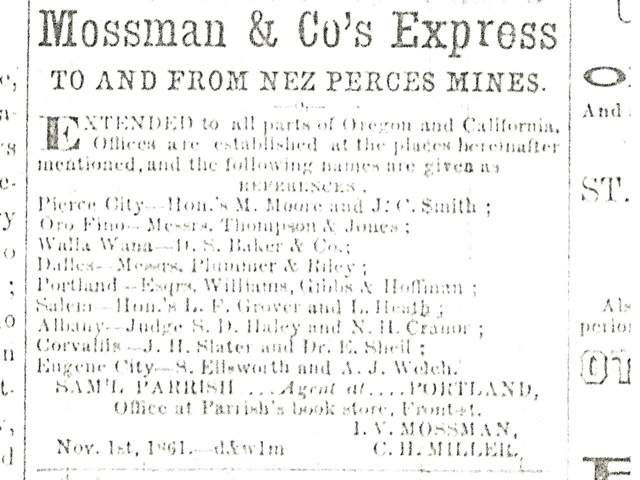 Mossman & Co's Express
TO AND FROM NEZ PERCES MINES.
EXTENDED to all parts of Oregon and California.
Offices are established at the places hereinafter
mentioned, and the following names are given as
REFERENCES.
Pierce City—Hon.'s M. Moore and J. C. Smith ;
Oro Fino—Messrs. Thompson & Jones ;
Walla Wana—D. S. Baker & Co.;
Dalles—Messrs. Plummer & Riley ;
Portland—Esqrs. Williams, Gibbs & Hoffman ;
Salem—Hon.'s L. F. Grover and L. Heath ;
Albany—Judge S. D. Haley and N. H. Cranor ;
Corvallis—J. H. Slater and Dr. E. Sheil ;
Eugene City—S. Ellsworth and A. J. Welch.
SAM'L PARRISH ...Agent at....PORTLAND,
Office at Parrish's book store, Front st.
I. V. MOSSMAN,
Nov. 1st, 1861.—d&w1m C. H. MILLER.
And
ST.
Als
period
OT